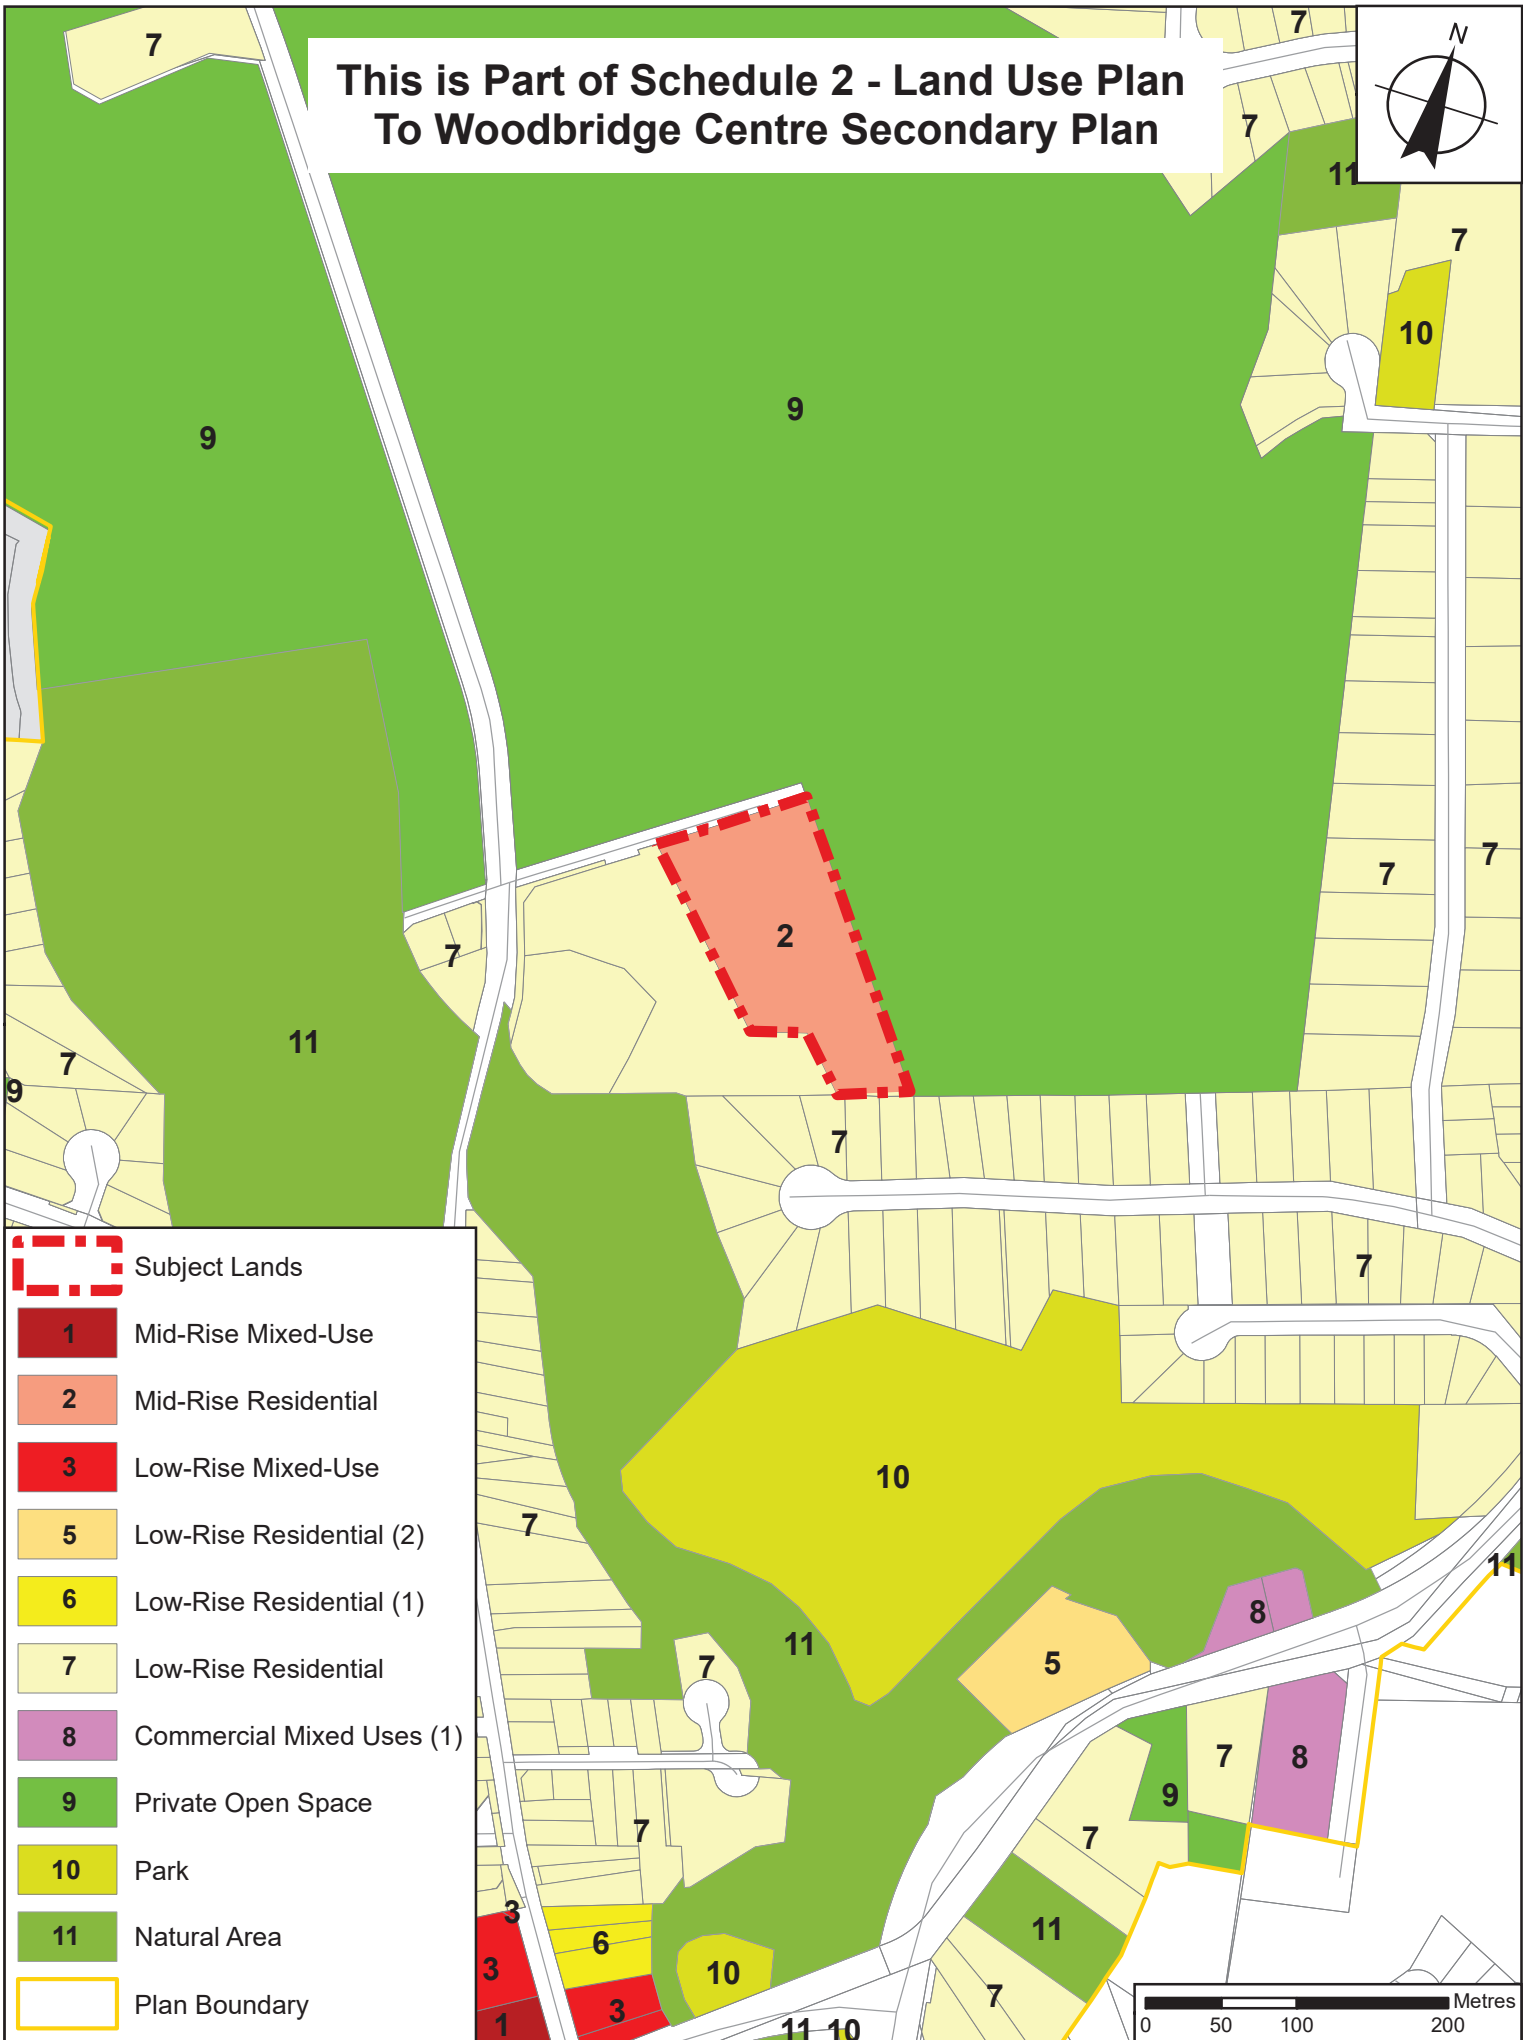 This is Part of Schedule 2 - Land Use Plan
To Woodbridge Centre Secondary Plan
N
7
7
7
11
7
10
9
9
7
7
2
7
11
7
9
7
7
10
7
11
11
8
5
7
7
8
9
7
7
11
7
3
3
6
10
3
1
11 10
Subject Lands
1 Mid-Rise Mixed-Use
2 Mid-Rise Residential
3 Low-Rise Mixed-Use
5 Low-Rise Residential (2)
6 Low-Rise Residential (1)
7 Low-Rise Residential
8 Commercial Mixed Uses (1)
9 Private Open Space
10 Park
11 Natural Area
Plan Boundary
Metres
0 50 100 200